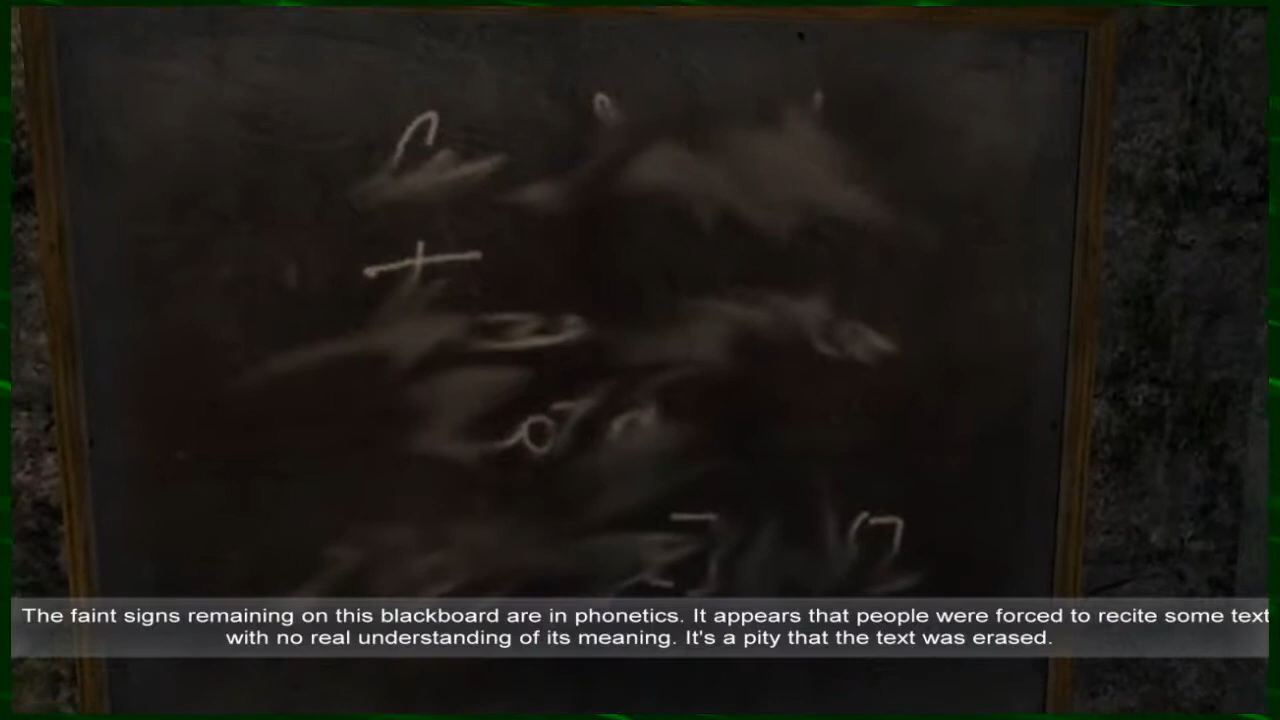 The faint signs remaining on this blackboard are in phonetics. It appears that people were forced to recite some text
with no real understanding of its meaning. It's a pity that the text was erased.